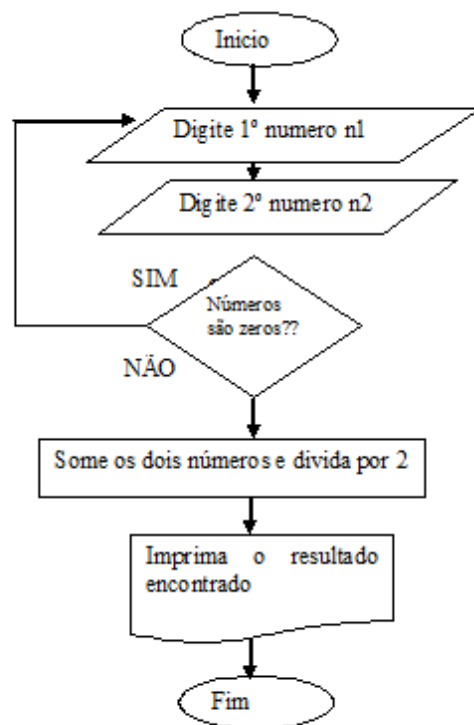 Inicio
Digite 1º numero n1
Digite 2º numero n2
SIM
Números
são zeros??
NÃO
Some os dois números e divida por 2
Imprima o resultado
encontrado
Fim